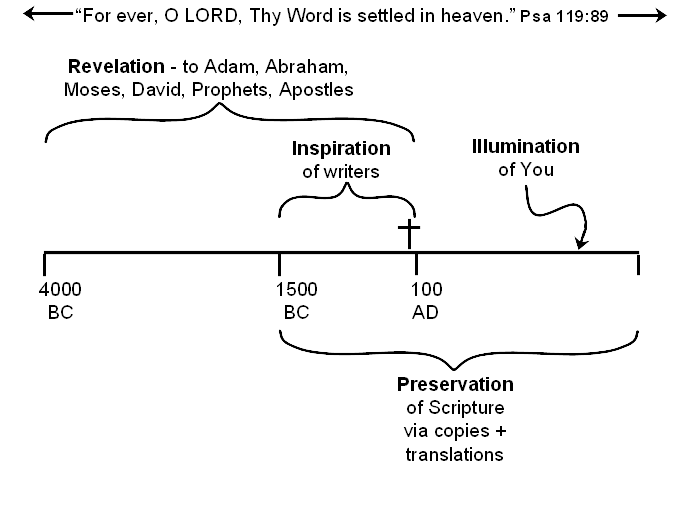 “For ever, O LORD, Thy Word is settled in heaven.” Psa 119:89
Revelation - to Adam, Abraham,
Moses, David, Prophets, Apostles
Inspiration
of writers
Illumination
of You
4000
BC
1500
BC
100
AD
Preservation
of Scripture
via copies +
translations